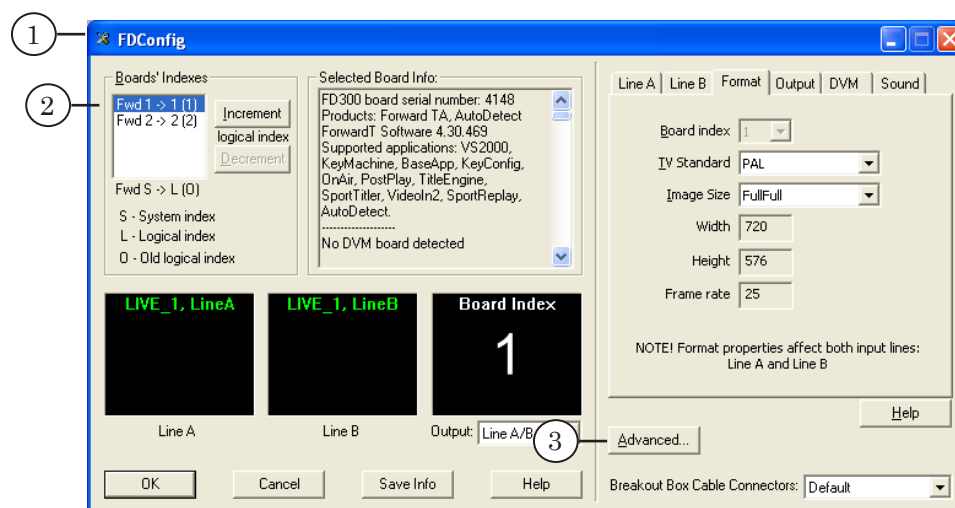 1
FDConfig
2
Boards' Indexes
Fwd 1 -> 1 (1)
Fwd 2 -> 2 (2)
Increment
logical index
Decrement
Fwd S -> L (O)
S - System index
L - Logical index
O - Old logical index
Selected Board Info:
FD300 board serial number: 4148
Products: Forward TA, AutoDetect
ForwardT Software 4.30.469
Supported applications: VS2000,
KeyMachine, BaseApp, KeyConfig,
OnAir, PostPlay, TitleEngine,
SportTitler, VideoIn2, SportReplay,
AutoDetect.
--------------------
No DVM board detected
LIVE_1, LineA
LIVE_1, LineB
Board Index
1
Line A
Line B
Output: Line A/B
OK
Cancel
Save Info
Help
Line A
Line B
Format
Output
DVM
Sound
Board index 1
TV Standard PAL
Image Size FullFull
Width 720
Height 576
Frame rate 25
NOTE! Format properties affect both input lines:
Line A and Line B
Help
3
Advanced...
Breakout Box Cable Connectors: Default